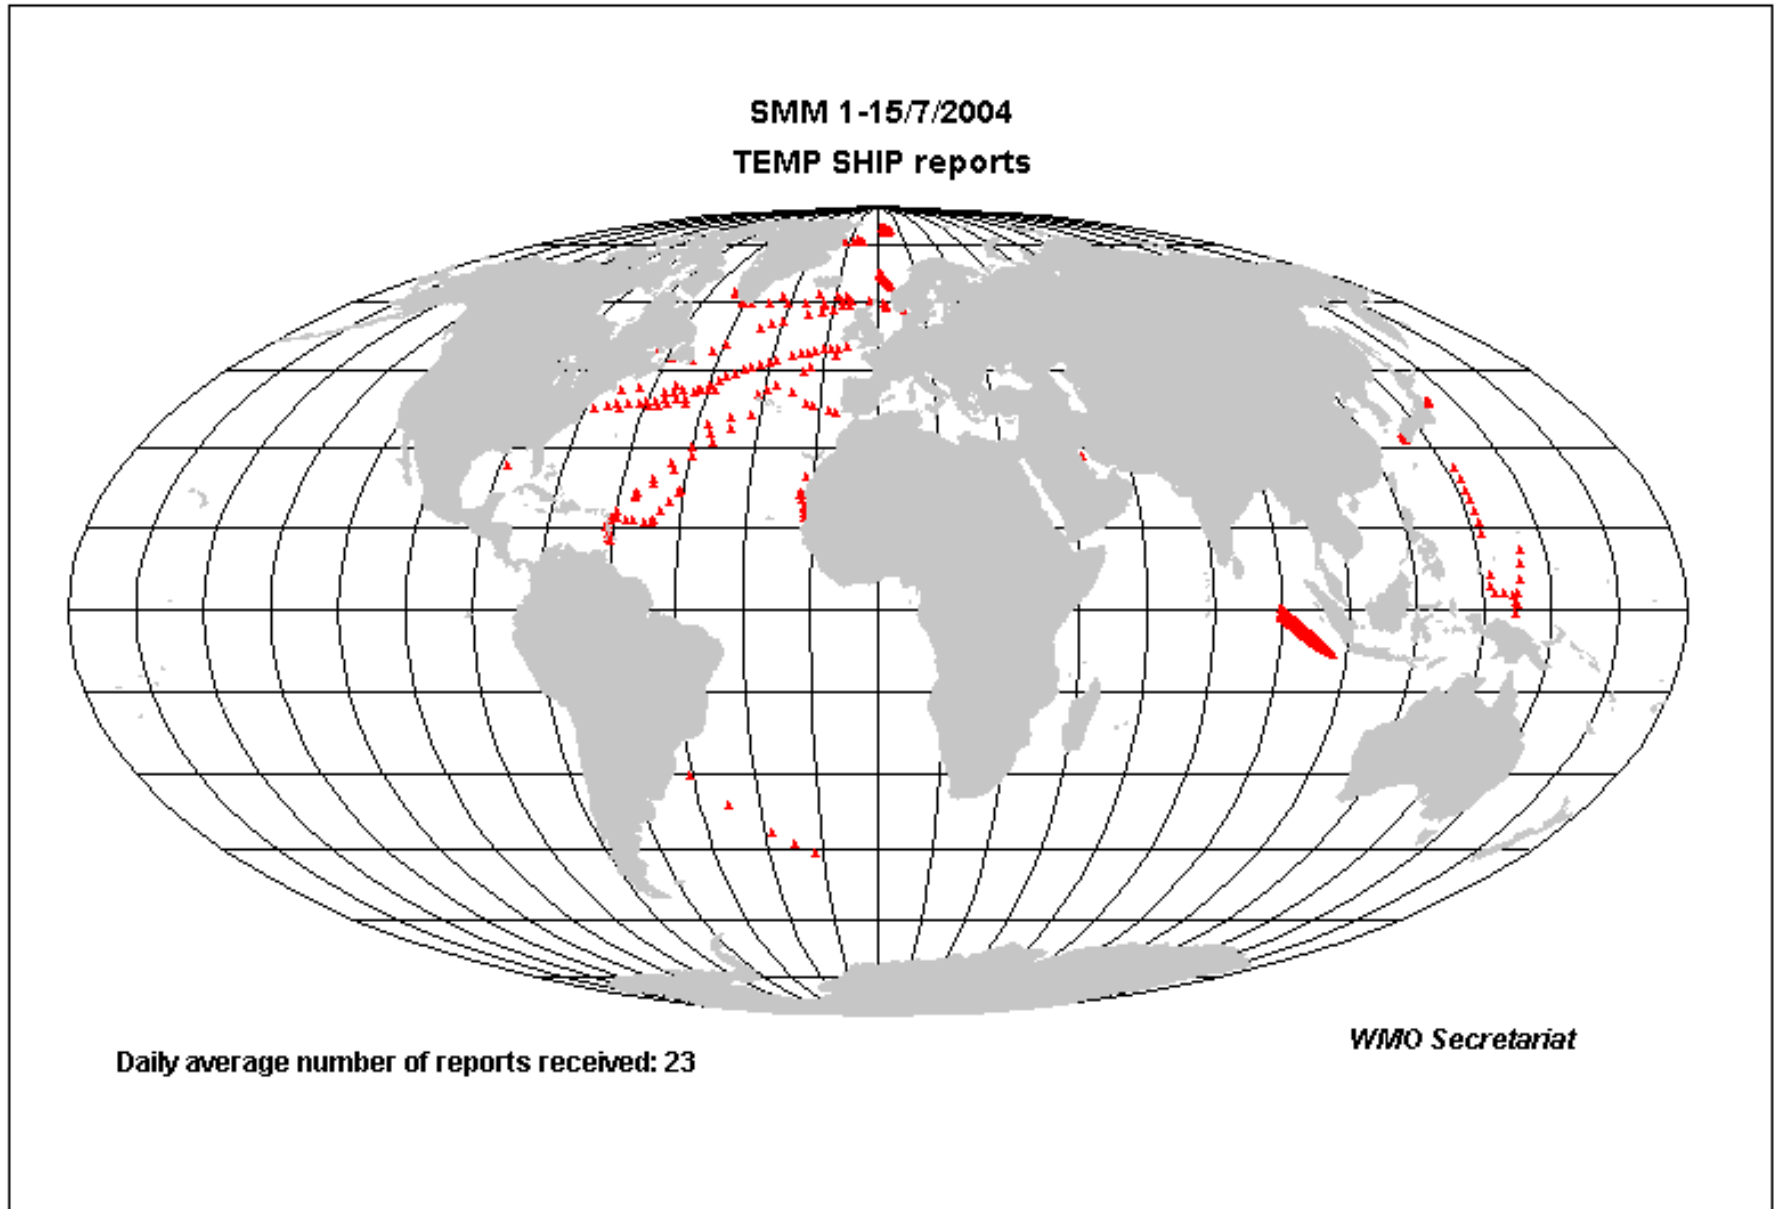 SMM 1-15/7/2004
TEMP SHIP reports
WMO Secretariat
Daily average number of reports received: 23